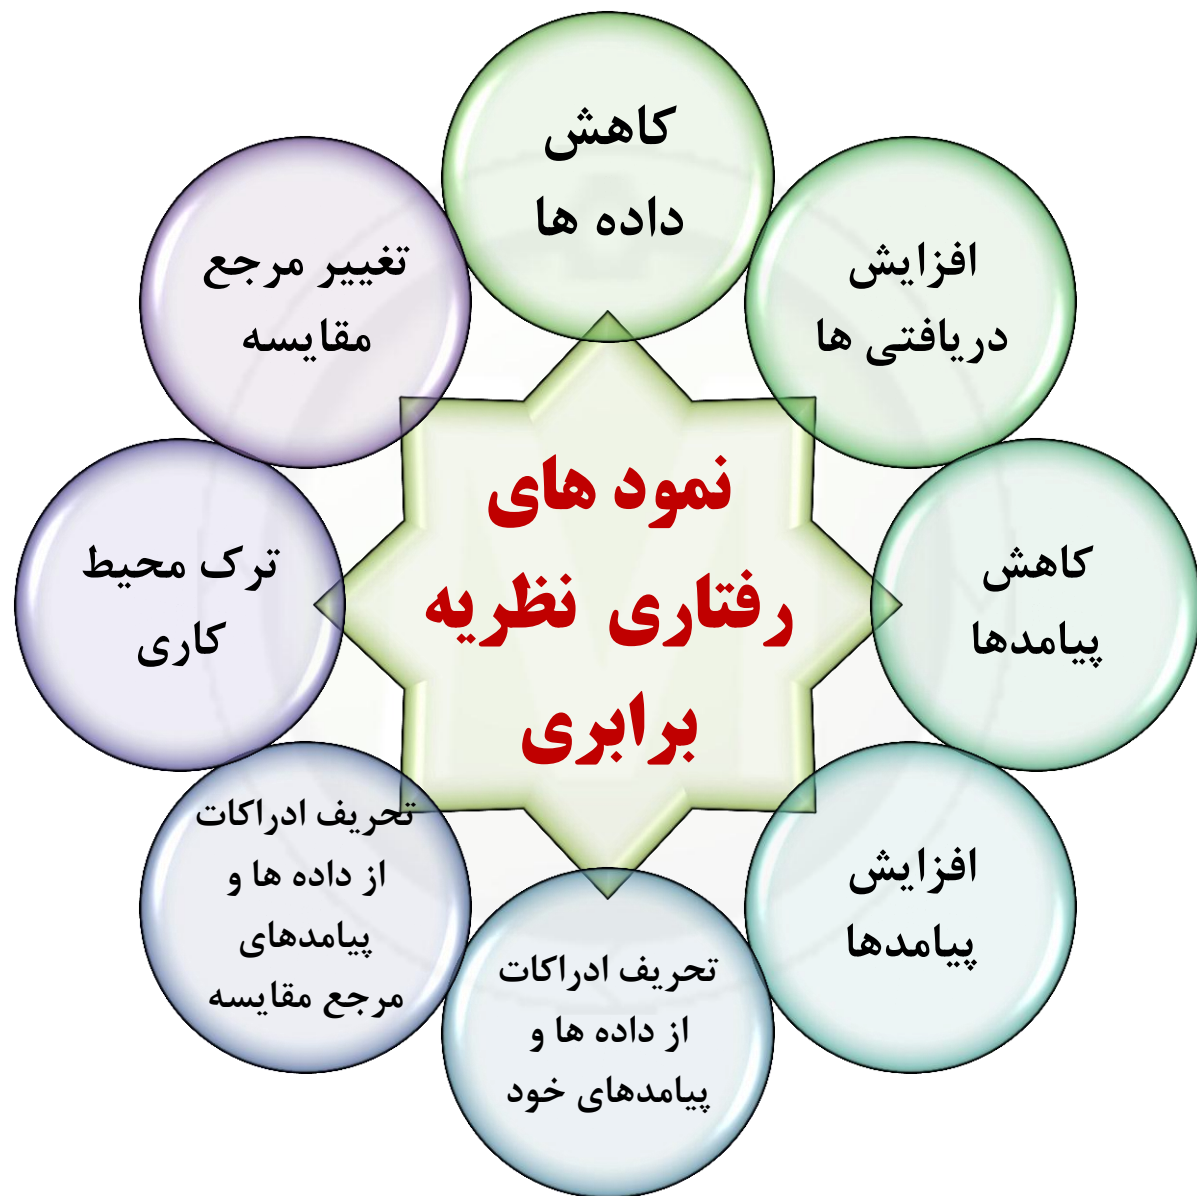 نمود های
رفتاری نظریه
برابری
کاهش
داده ها
افزایش
دریافتی ها
کاهش
پیامدها
افزایش
پیامدها
تحریف ادراکات
از داده ها و
پیامدهای خود
تحریف ادراکات
از داده ها و
پیامدهای
مرجع مقایسه
ترک محیط
کاری
تغییر مرجع
مقایسه